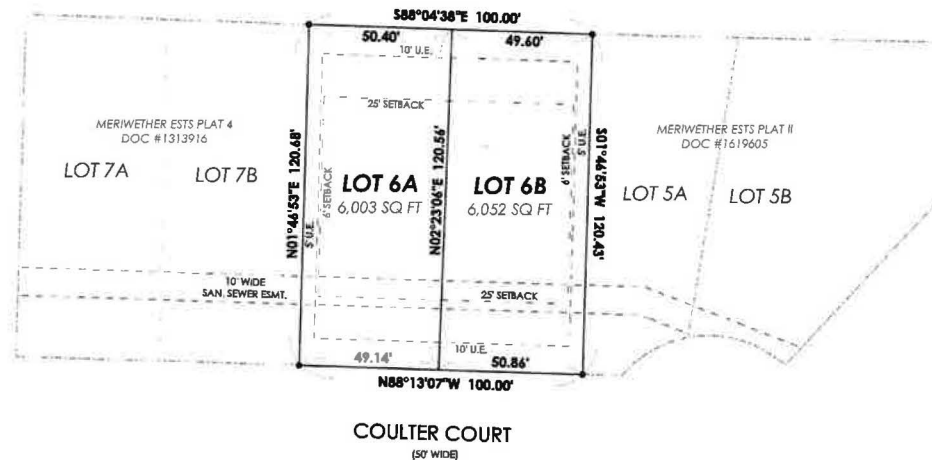 S88°04'38"E 100.00'
50.40'
49.60'
10' U.E.
25' SETBACK
MERIWETHER ESTS PLAT 4
DOC #1313916
LOT 7A
LOT 7B
N01°46'53"E 120.68'
5' U.E.
6' SETBACK
LOT 6A
6,003 SQ FT
N02°23'06"E 120.56'
LOT 6B
6,052 SQ FT
6' SETBACK
5' U.E.
S01°46'53"W 120.43'
MERIWETHER ESTS PLAT II
DOC #1619605
LOT 5A
LOT 5B
10' WIDE
SAN. SEWER ESMT.
25' SETBACK
10' U.E.
49.14'
50.86'
N88°13'07"W 100.00'
COULTER COURT
(50' WIDE)